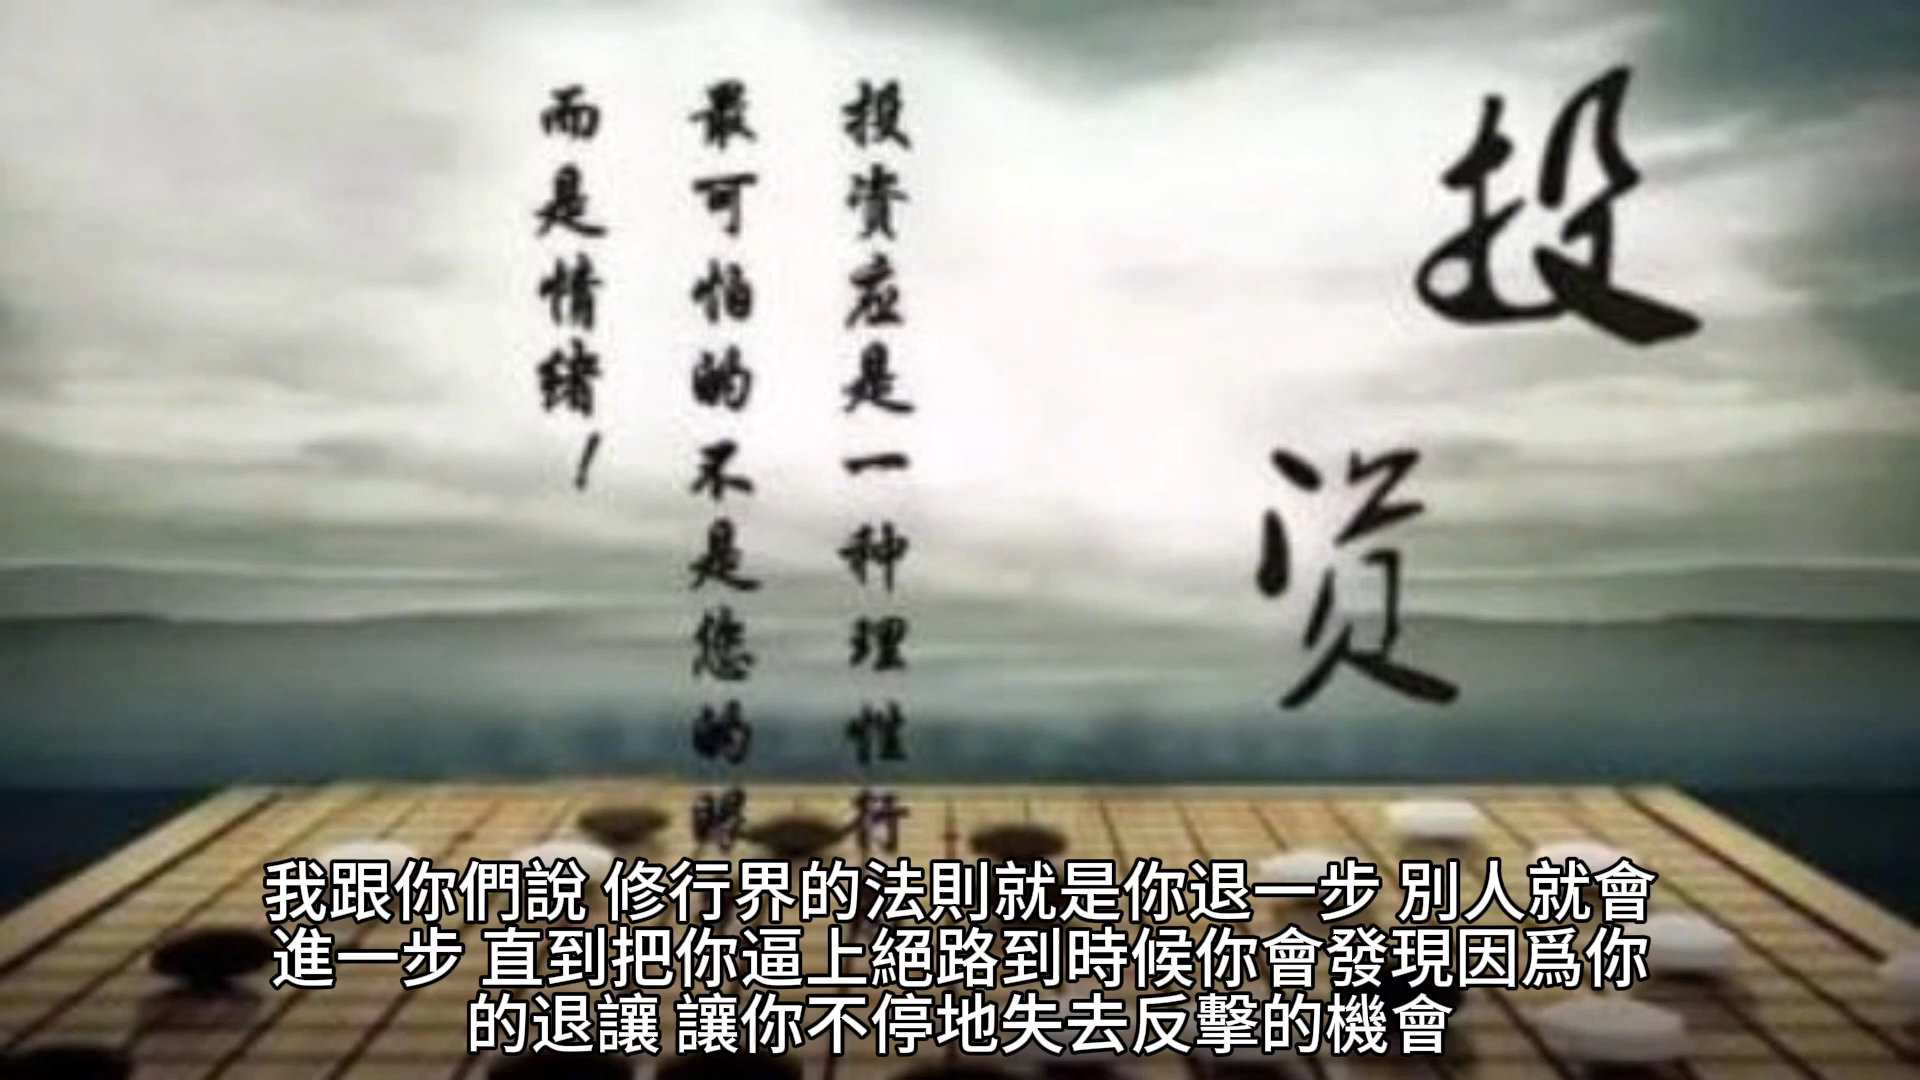 投
资
投資应是一种理性行
最可怕的不是您的眼
而是情绪！
我跟你們說 修行界的法則就是你退一步 別人就會
進一步 直到把你逼上絕路到時候你會發現因爲你
的退讓 讓你不停地失去反擊的機會